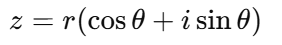 z = r(cos θ + i sin θ)